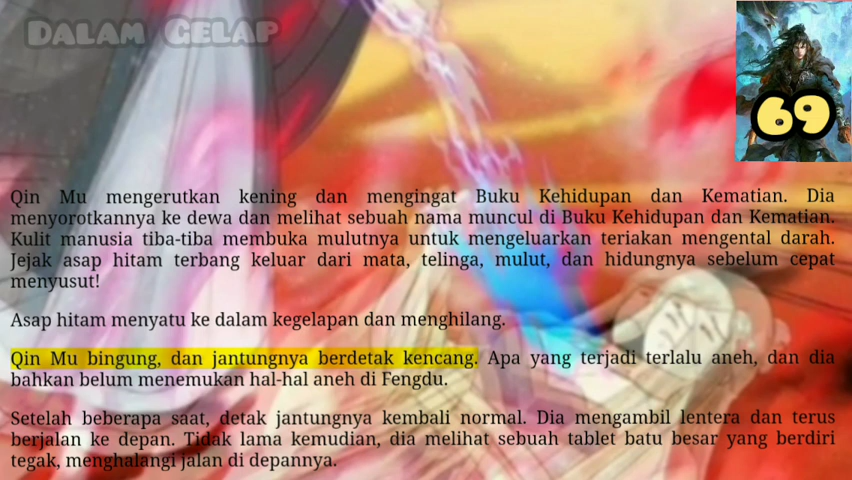 Dalam Gelap
69
Qin Mu mengerutkan kening dan mengingat Buku Kehidupan dan Kematian. Dia
menyorotkannya ke dewa dan melihat sebuah nama muncul di Buku Kehidupan dan Kematian.
Kulit manusia tiba-tiba membuka mulutnya untuk mengeluarkan teriakan mengental darah.
Jejak asap hitam terbang keluar dari mata, telinga, mulut, dan hidungnya sebelum cepat
menyusut!
Asap hitam menyatu ke dalam kegelapan dan menghilang.
Qin Mu bingung, dan jantungnya berdetak kencang. Apa yang terjadi terlalu aneh, dan dia
bahkan belum menemukan hal-hal aneh di Fengdu.
Setelah beberapa saat, detak jantungnya kembali normal. Dia mengambil lentera dan terus
berjalan ke depan. Tidak lama kemudian, dia melihat sebuah tablet batu besar yang berdiri
tegak, menghalangi jalan di depannya.